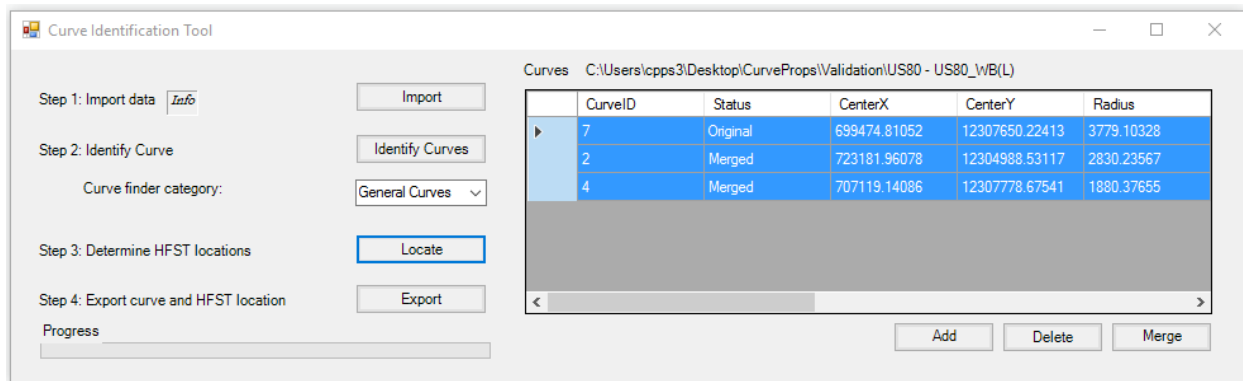 Curve Identification Tool
Step 1: Import data Info Import
Step 2: Identify Curve Identify Curves
Curve finder category: General Curves
Step 3: Determine HFST locations Locate
Step 4: Export curve and HFST location Export
Progress
Curves C:\Users\cpps3\Desktop\CurveProps\Validation\US80 - US80_WB(L)
CurveID Status CenterX CenterY Radius
7 Original 699474.81052 12307650.22413 3779.10328
2 Merged 723181.96078 12304988.53117 2830.23567
4 Merged 707119.14086 12307778.67541 1880.37655
Add Delete Merge